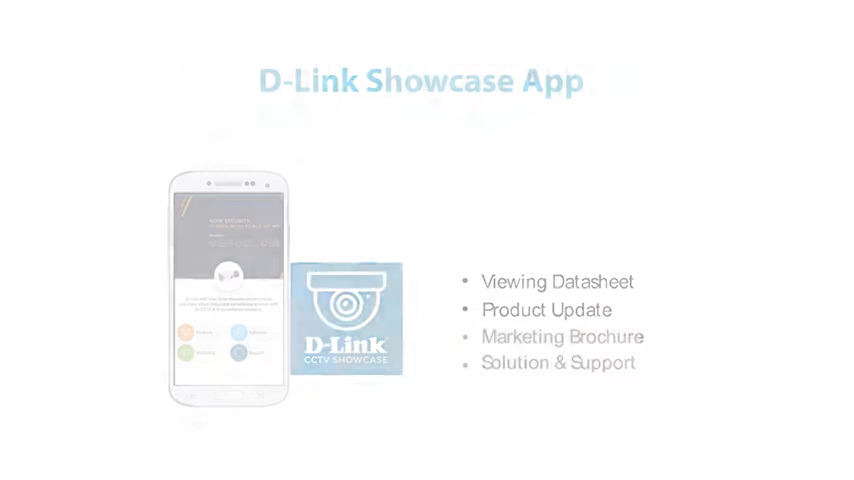 D-Link Showcase App
D-Link
CCTV SHOWCASE
• Viewing Datasheet
• Product Update
• Marketing Brochure
• Solution & Support